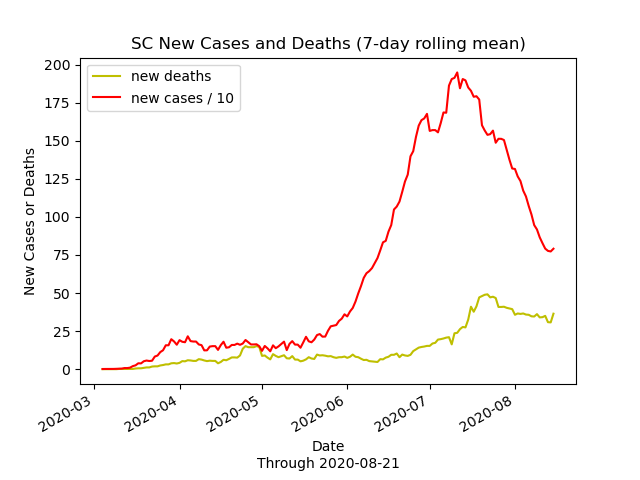 SC New Cases and Deaths (7-day rolling mean)
new deaths
new cases / 10
200
175
150
125
100
75
50
25
0
New Cases or Deaths
2020-03
2020-04
2020-05
2020-06
2020-07
2020-08
Date
Through 2020-08-21